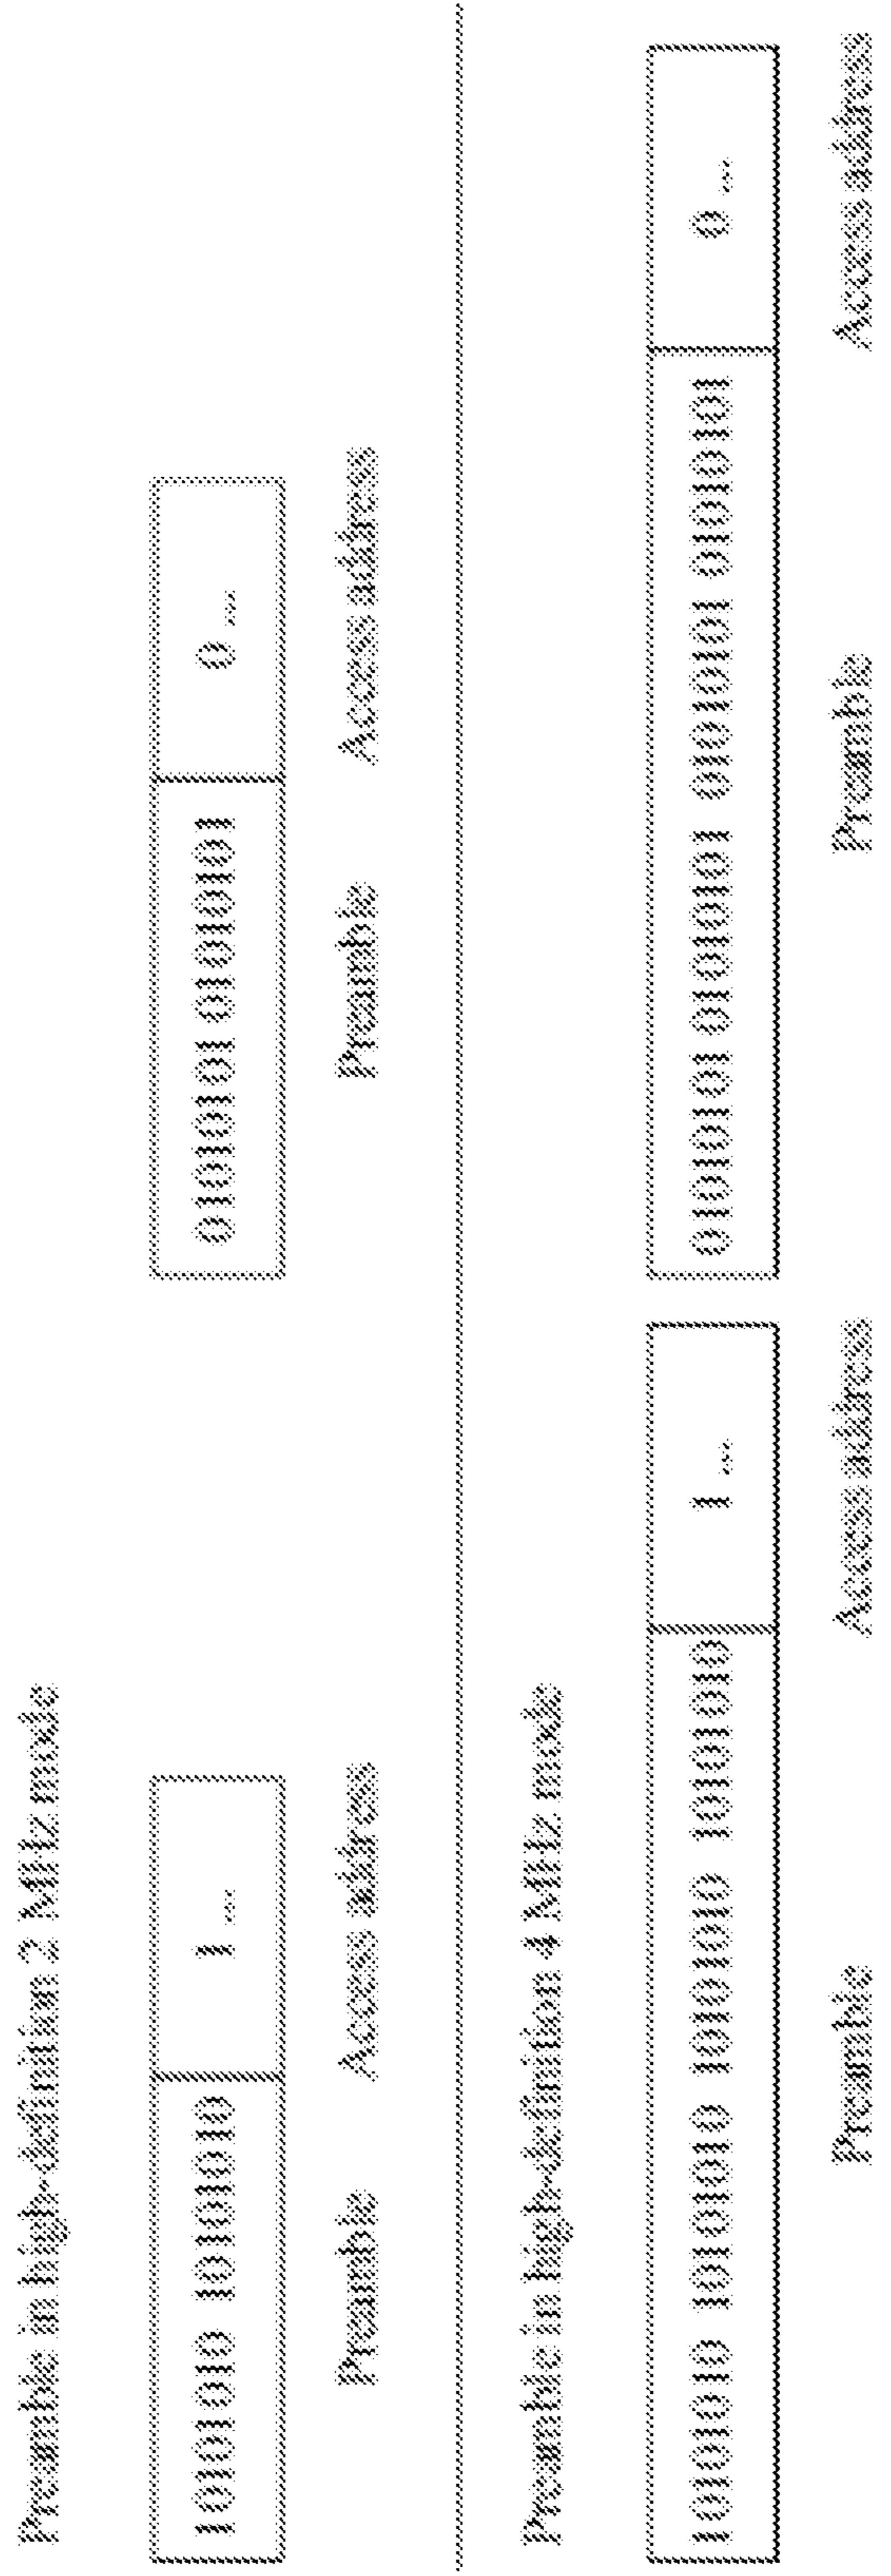 Preamble in high-definition 2 MHz mode
10101010 10101010 1 ... 01010101 01010101 0 ...
Preamble Access address Preamble Access address
Preamble in high-definition 4 MHz mode
10101010 10101010 10101010 10101010 1 ... 01010101 01010101 01010101 01010101 0 ...
Preamble Access address Preamble Access address